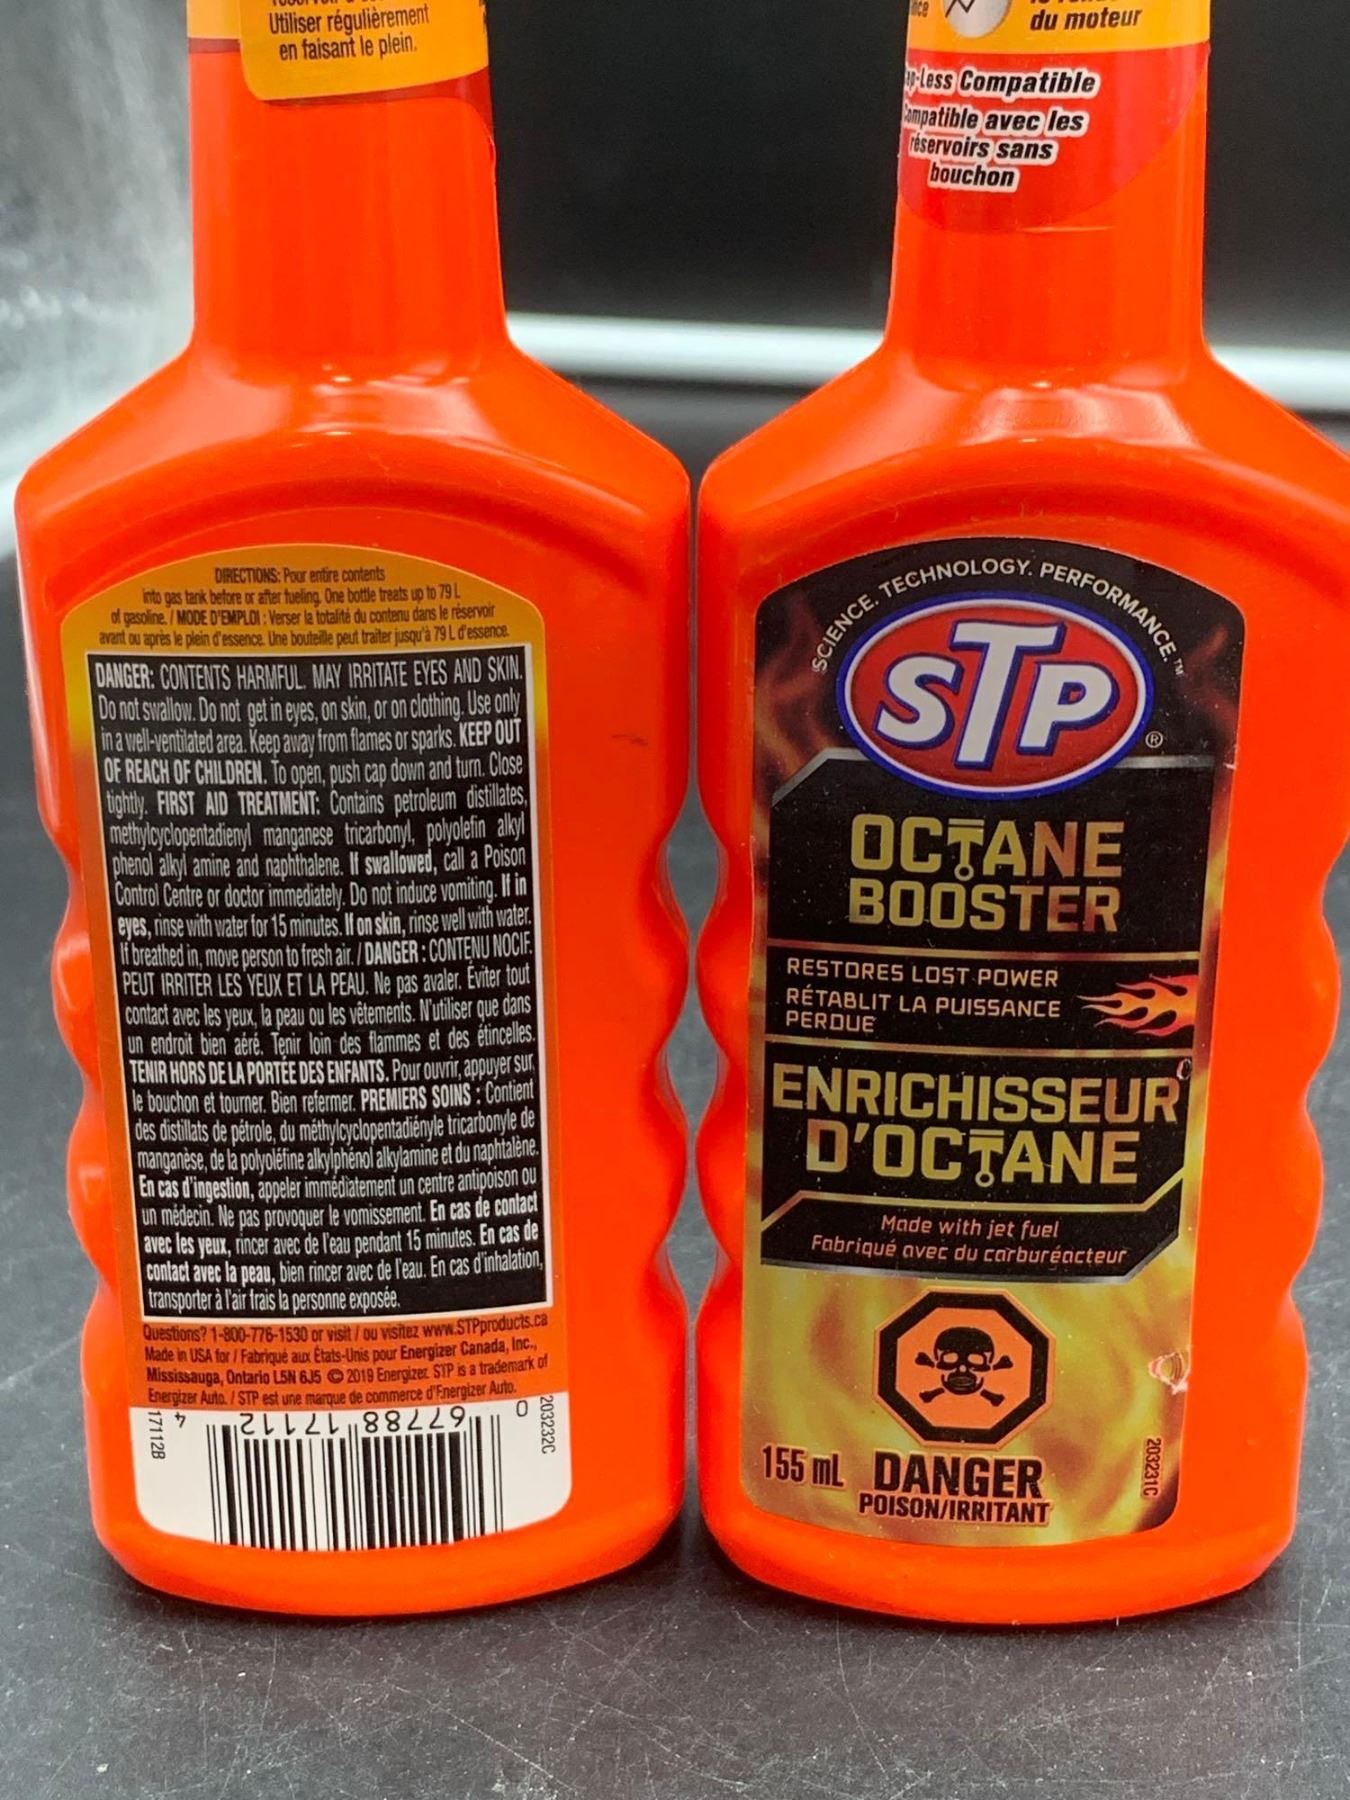 Utiliser régulièrement
en faisant le plein.
DIRECTIONS: Pour entire contents
into gas tank before or after fueling. One bottle treats up to 79 L
of gasoline. / MODE D'EMPLOI : Verser la totalité du contenu dans le réservoir
avant ou après le plein d'essence. Une bouteille peut traiter jusqu'à 79 L d'essence.
DANGER: CONTENTS HARMFUL. MAY IRRITATE EYES AND SKIN.
Do not swallow. Do not get in eyes, on skin, or on clothing. Use only
in a well-ventilated area. Keep away from flames or sparks. KEEP OUT
OF REACH OF CHILDREN. To open, push cap down and turn. Close
tightly. FIRST AID TREATMENT: Contains petroleum distillates,
methylcyclopentadienyl manganese tricarbonyl, polyolefin alkyl
phenol alkyl amine and naphthalene. If swallowed, call a Poison
Control Centre or doctor immediately. Do not induce vomiting. If in
eyes, rinse with water for 15 minutes. If on skin, rinse well with water.
If breathed in, move person to fresh air. / DANGER : CONTENU NOCIF.
PEUT IRRITER LES YEUX ET LA PEAU. Ne pas avaler. Éviter tout
contact avec les yeux, la peau ou les vêtements. N'utiliser que dans
un endroit bien aéré. Tenir loin des flammes et des étincelles.
TENIR HORS DE LA PORTÉE DES ENFANTS. Pour ouvrir, appuyer sur
le bouchon et tourner. Bien refermer. PREMIERS SOINS : Contient
des distillats de pétrole, du méthylcyclopentadiényle tricarbonyle de
manganèse, de la polyoléfine alkylphénol alkylamine et du naphtalène.
En cas d'ingestion, appeler immédiatement un centre antipoison ou
un médecin. Ne pas provoquer le vomissement. En cas de contact
avec les yeux, rincer avec de l'eau pendant 15 minutes. En cas de
contact avec la peau, bien rincer avec de l'eau. En cas d'inhalation,
transporter à l'air frais la personne exposée.
Questions? 1-800-776-1530 or visit / ou visitez www.STPproducts.ca
Made in USA for / Fabriqué aux États-Unis pour Energizer Canada, Inc.,
Mississauga, Ontario L5N 6J5 © 2019 Energizer. STP is a trademark of
Energizer Auto. / STP est une marque de commerce d'Energizer Auto.
17112B
0 67788 17112 4
203232C
du moteur
-Less Compatible
Compatible avec les
réservoirs sans
bouchon
SCIENCE. TECHNOLOGY. PERFORMANCE.™
STP®
OCTANE
BOOSTER
RESTORES LOST POWER
RÉTABLIT LA PUISSANCE
PERDUE
ENRICHISSEUR
D'OCTANE
Made with jet fuel
Fabriqué avec du carburéacteur
155 mL DANGER
POISON/IRRITANT
203231C